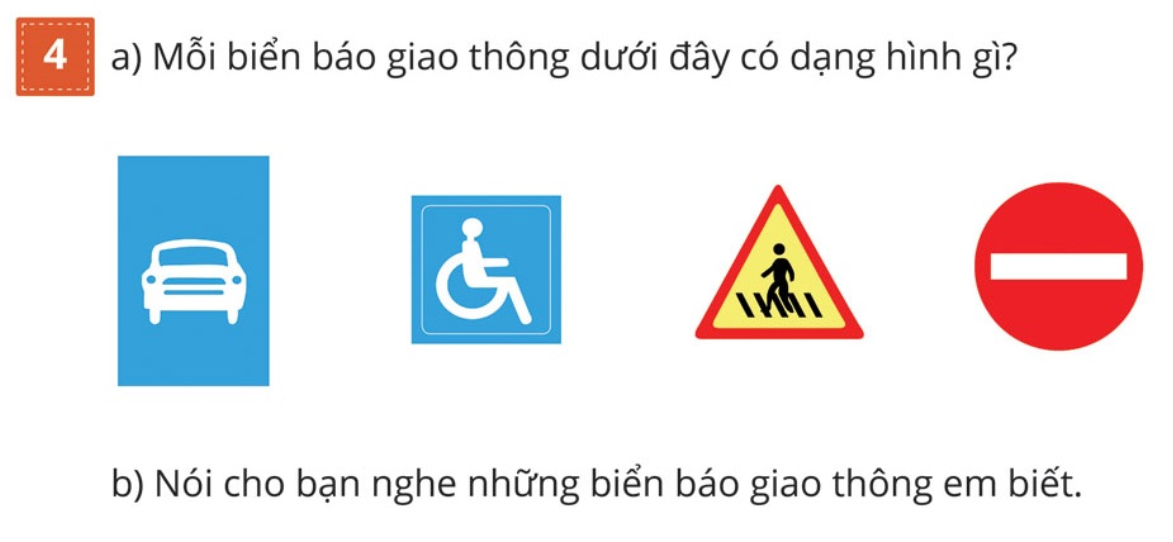 4
a) Mỗi biển báo giao thông dưới đây có dạng hình gì?
b) Nói cho bạn nghe những biển báo giao thông em biết.